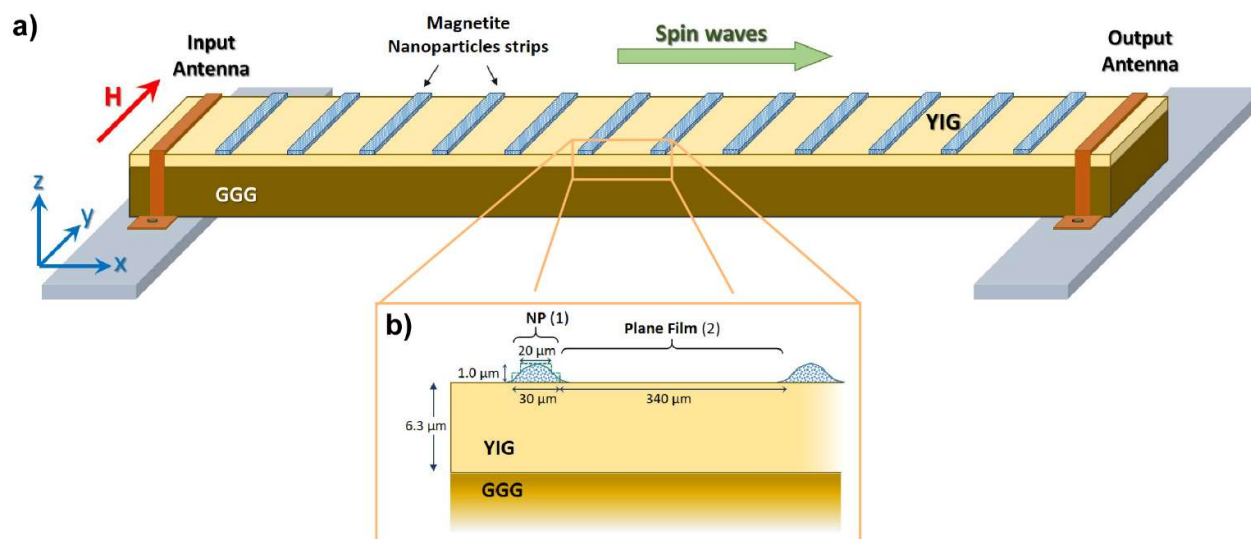 a)
Magnetite
Nanoparticles strips
Spin waves
Input
Antenna
Output
Antenna
H
YIG
GGG
z
y
x
b)
NP (1)
Plane Film (2)
20 μm
1.0 μm
30 μm
340 μm
6.3 μm
YIG
GGG